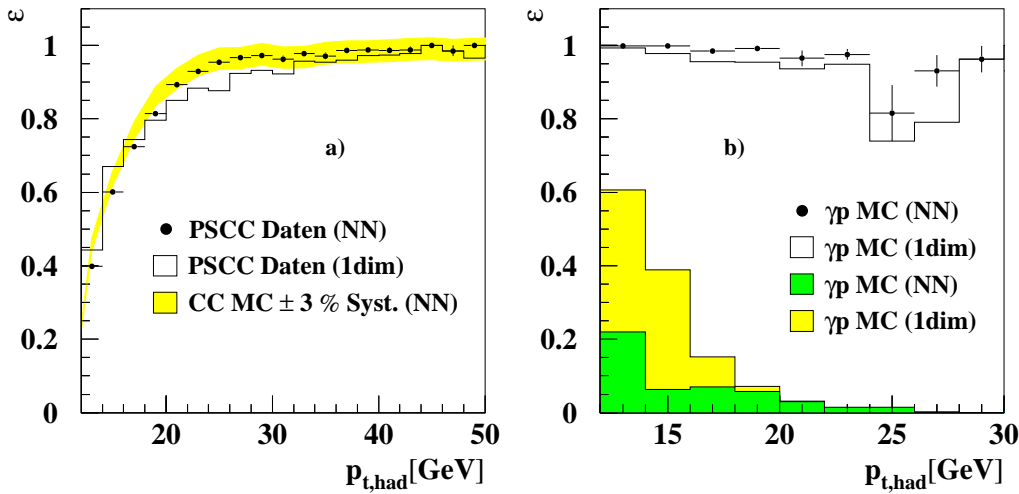 ε
1
0.8
0.6
0.4
0.2
0
20
30
40
50
p_t,had[GeV]
a)
PSCC Daten (NN)
PSCC Daten (1dim)
CC MC ± 3 % Syst. (NN)
ε
1
0.8
0.6
0.4
0.2
0
15
20
25
30
p_t,had[GeV]
b)
γp MC (NN)
γp MC (1dim)
γp MC (NN)
γp MC (1dim)